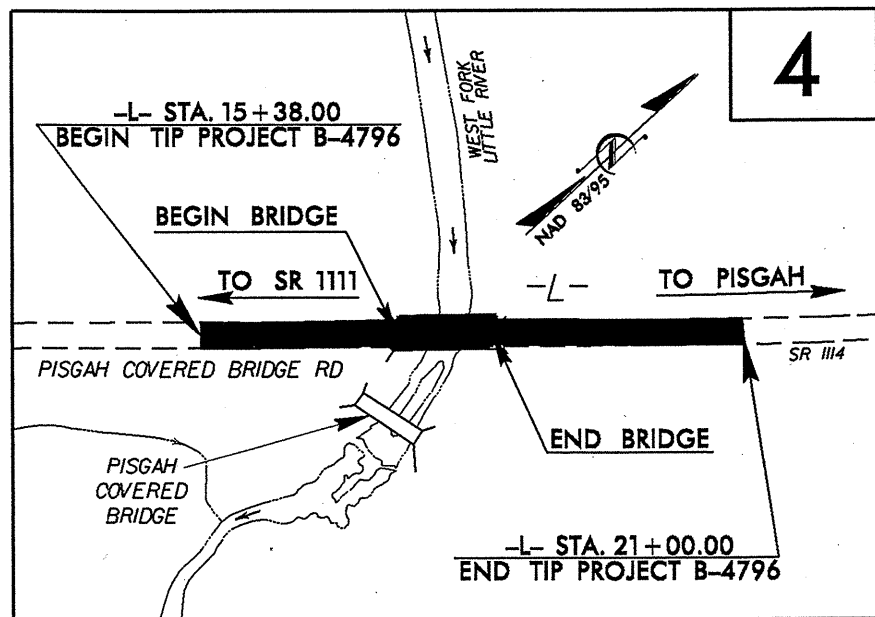 4
-L- STA. 15+38.00
BEGIN TIP PROJECT B-4796
WEST FORK
LITTLE RIVER
NAD 83/95
BEGIN BRIDGE
TO SR 1111
-L-
TO PISGAH
PISGAH COVERED BRIDGE RD
SR 1114
PISGAH
COVERED
BRIDGE
END BRIDGE
-L- STA. 21+00.00
END TIP PROJECT B-4796